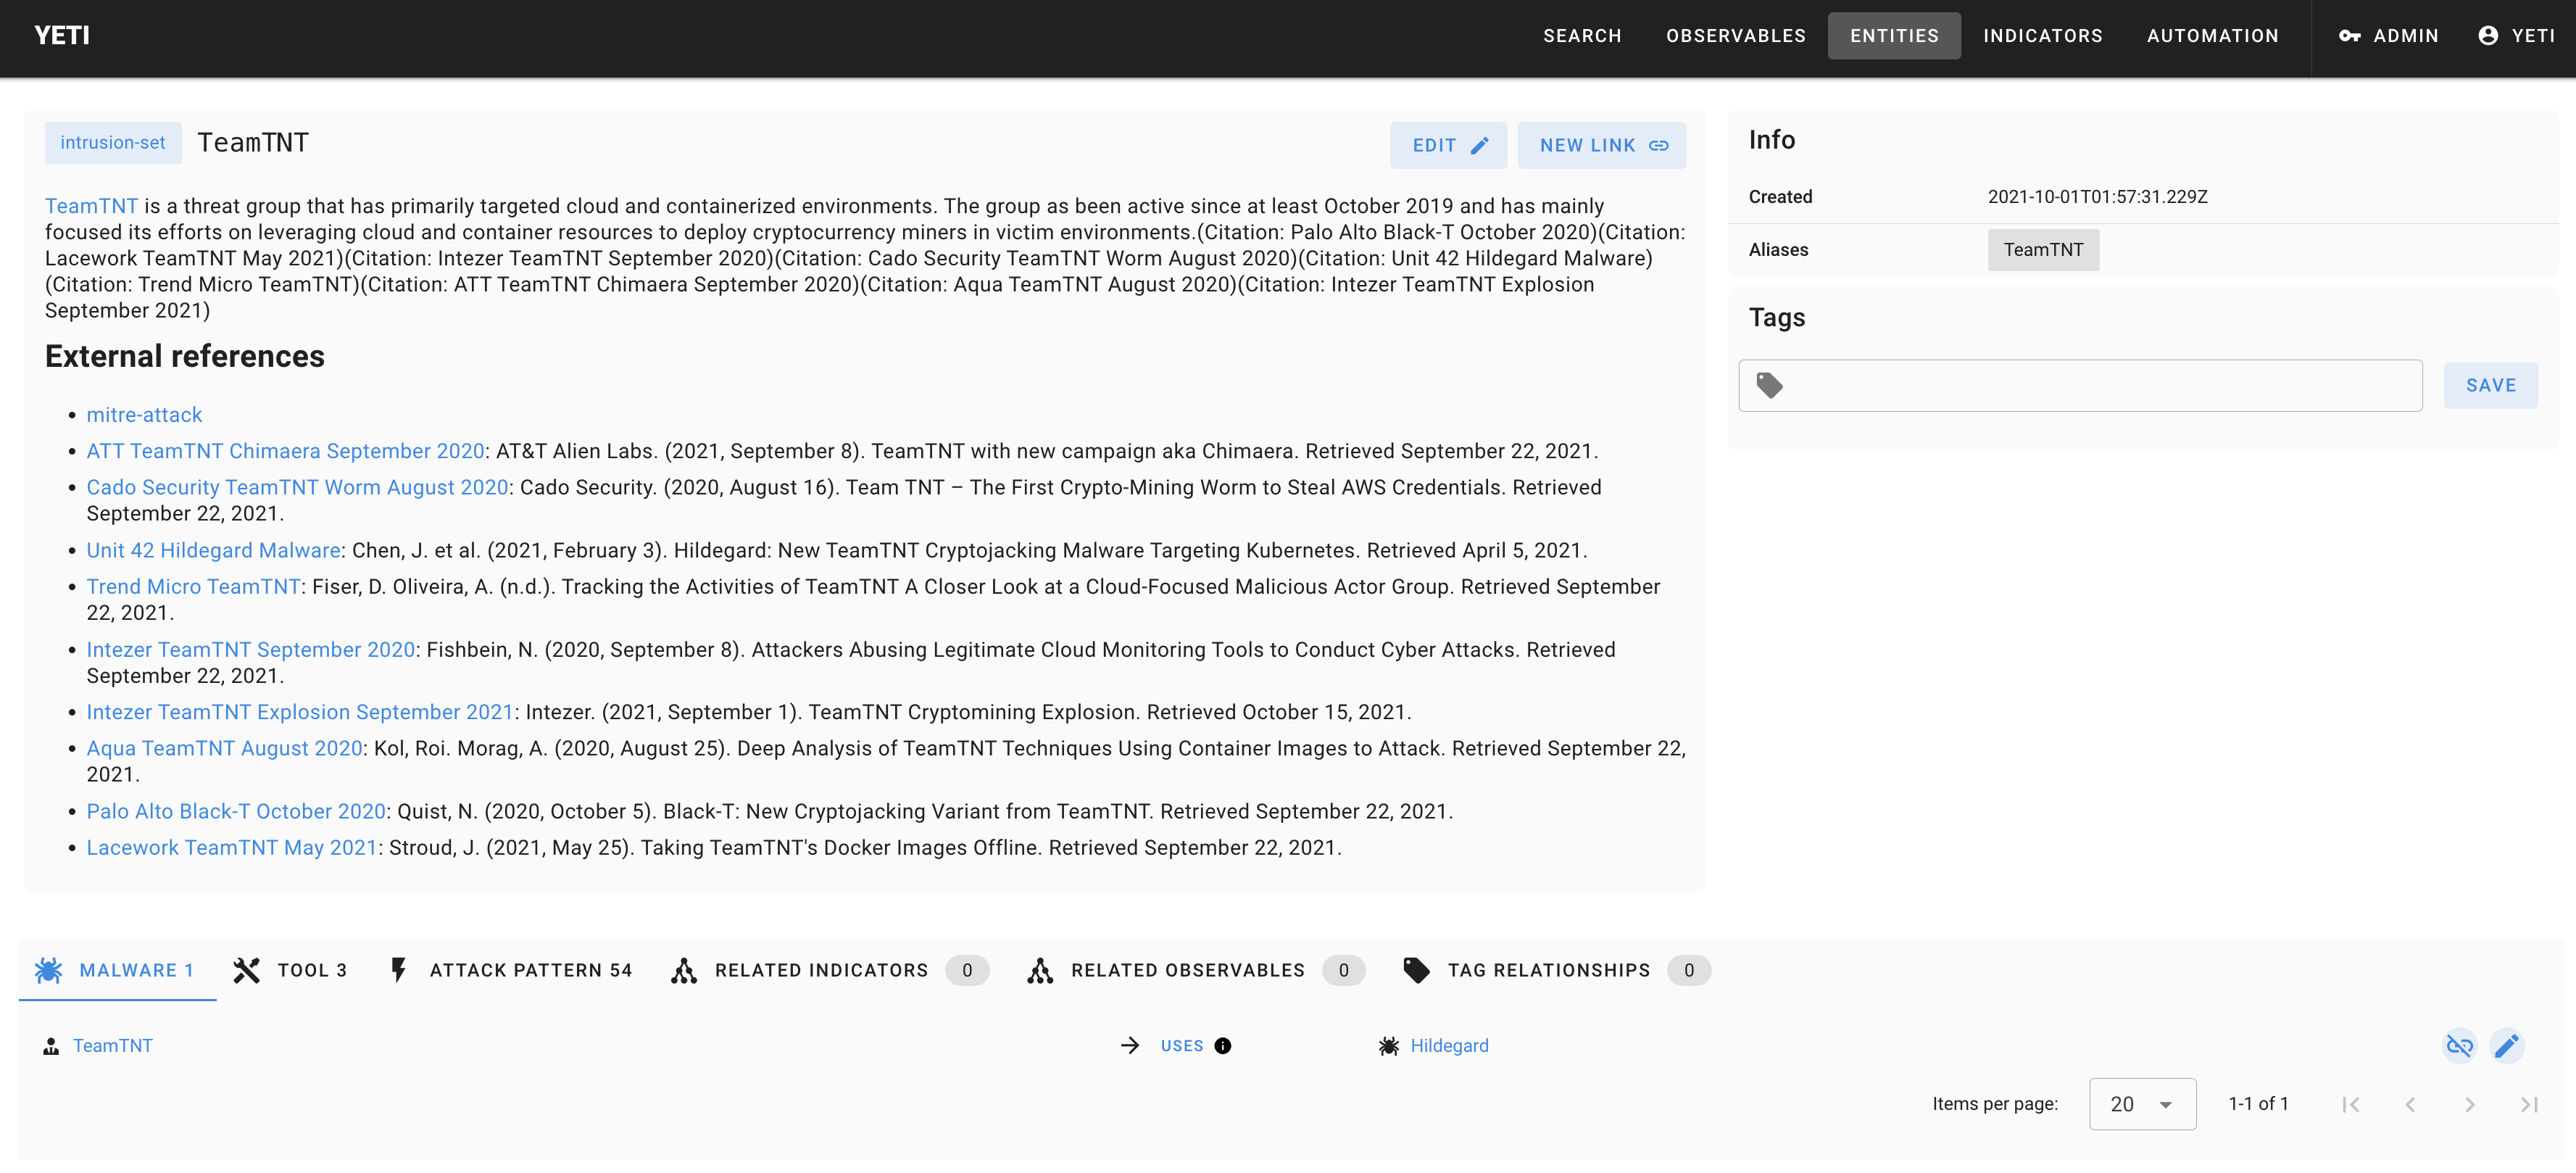 YETI
SEARCH OBSERVABLES ENTITIES INDICATORS AUTOMATION ADMIN YETI
intrusion-set TeamTNT
EDIT NEW LINK
TeamTNT is a threat group that has primarily targeted cloud and containerized environments. The group as been active since at least October 2019 and has mainly
focused its efforts on leveraging cloud and container resources to deploy cryptocurrency miners in victim environments.(Citation: Palo Alto Black-T October 2020)(Citation:
Lacework TeamTNT May 2021)(Citation: Intezer TeamTNT September 2020)(Citation: Cado Security TeamTNT Worm August 2020)(Citation: Unit 42 Hildegard Malware)
(Citation: Trend Micro TeamTNT)(Citation: ATT TeamTNT Chimaera September 2020)(Citation: Aqua TeamTNT August 2020)(Citation: Intezer TeamTNT Explosion
September 2021)
External references
• mitre-attack
• ATT TeamTNT Chimaera September 2020: AT&T Alien Labs. (2021, September 8). TeamTNT with new campaign aka Chimaera. Retrieved September 22, 2021.
• Cado Security TeamTNT Worm August 2020: Cado Security. (2020, August 16). Team TNT – The First Crypto-Mining Worm to Steal AWS Credentials. Retrieved
September 22, 2021.
• Unit 42 Hildegard Malware: Chen, J. et al. (2021, February 3). Hildegard: New TeamTNT Cryptojacking Malware Targeting Kubernetes. Retrieved April 5, 2021.
• Trend Micro TeamTNT: Fiser, D. Oliveira, A. (n.d.). Tracking the Activities of TeamTNT A Closer Look at a Cloud-Focused Malicious Actor Group. Retrieved September
22, 2021.
• Intezer TeamTNT September 2020: Fishbein, N. (2020, September 8). Attackers Abusing Legitimate Cloud Monitoring Tools to Conduct Cyber Attacks. Retrieved
September 22, 2021.
• Intezer TeamTNT Explosion September 2021: Intezer. (2021, September 1). TeamTNT Cryptomining Explosion. Retrieved October 15, 2021.
• Aqua TeamTNT August 2020: Kol, Roi. Morag, A. (2020, August 25). Deep Analysis of TeamTNT Techniques Using Container Images to Attack. Retrieved September 22,
2021.
• Palo Alto Black-T October 2020: Quist, N. (2020, October 5). Black-T: New Cryptojacking Variant from TeamTNT. Retrieved September 22, 2021.
• Lacework TeamTNT May 2021: Stroud, J. (2021, May 25). Taking TeamTNT's Docker Images Offline. Retrieved September 22, 2021.
Info
Created 2021-10-01T01:57:31.229Z
Aliases TeamTNT
Tags
SAVE
MALWARE 1 TOOL 3 ATTACK PATTERN 54 RELATED INDICATORS 0 RELATED OBSERVABLES 0 TAG RELATIONSHIPS 0
TeamTNT USES Hildegard
Items per page: 20 1-1 of 1